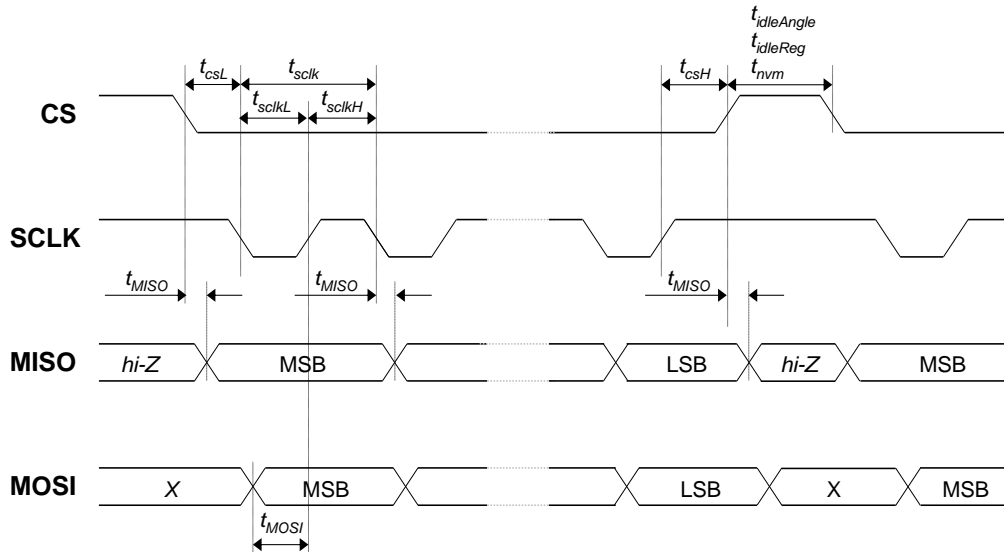 t_idleAngle
t_idleReg
t_csL t_sclk t_csH t_nvm
CS t_sclkL t_sclkH
SCLK
t_MISO t_MISO t_MISO
MISO hi-Z MSB LSB hi-Z MSB
MOSI X MSB LSB X MSB
t_MOSI